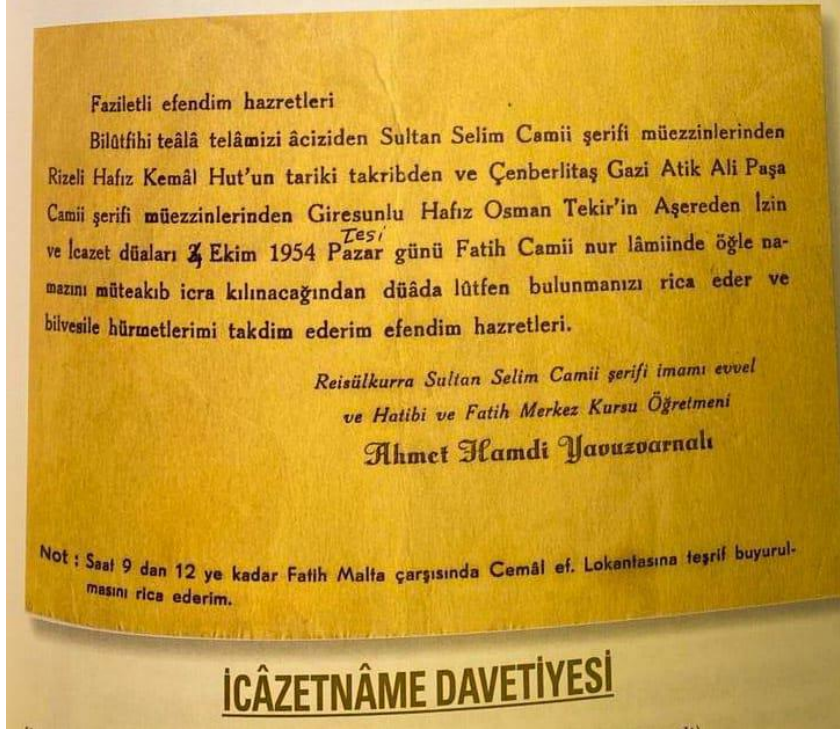 Faziletli efendim hazretleri
Bilûtfihi teâlâ telâmizi âciziden Sultan Selim Camii şerifi müezzinlerinden
Rizeli Hafız Kemâl Hut'un tariki takribden ve Çenberlitaş Gazi Atik Ali Paşa
Camii şerifi müezzinlerinden Giresunlu Hafız Osman Tekir'in Aşereden İzin
ve İcazet düaları Ekim 1954 Pazar tesi günü Fatih Camii nur lâmiinde öğle na-
mazını müteakıb icra kılınacağından düâda lûtfen bulunmanızı rica eder ve
bilvesile hürmetlerimi takdim ederim efendim hazretleri.
Reisülkurra Sultan Selim Camii şerifi imamı evvel
ve Hatibi ve Fatih Merkez Kursu Öğretmeni
Ahmet Hamdi Yavuzvarnalı
Not : Saat 9 dan 12 ye kadar Fatih Malta çarşısında Cemâl ef. Lokantasına teşrif buyurul-
masını rica ederim.
İCÂZETNÂME DAVETİYESİ